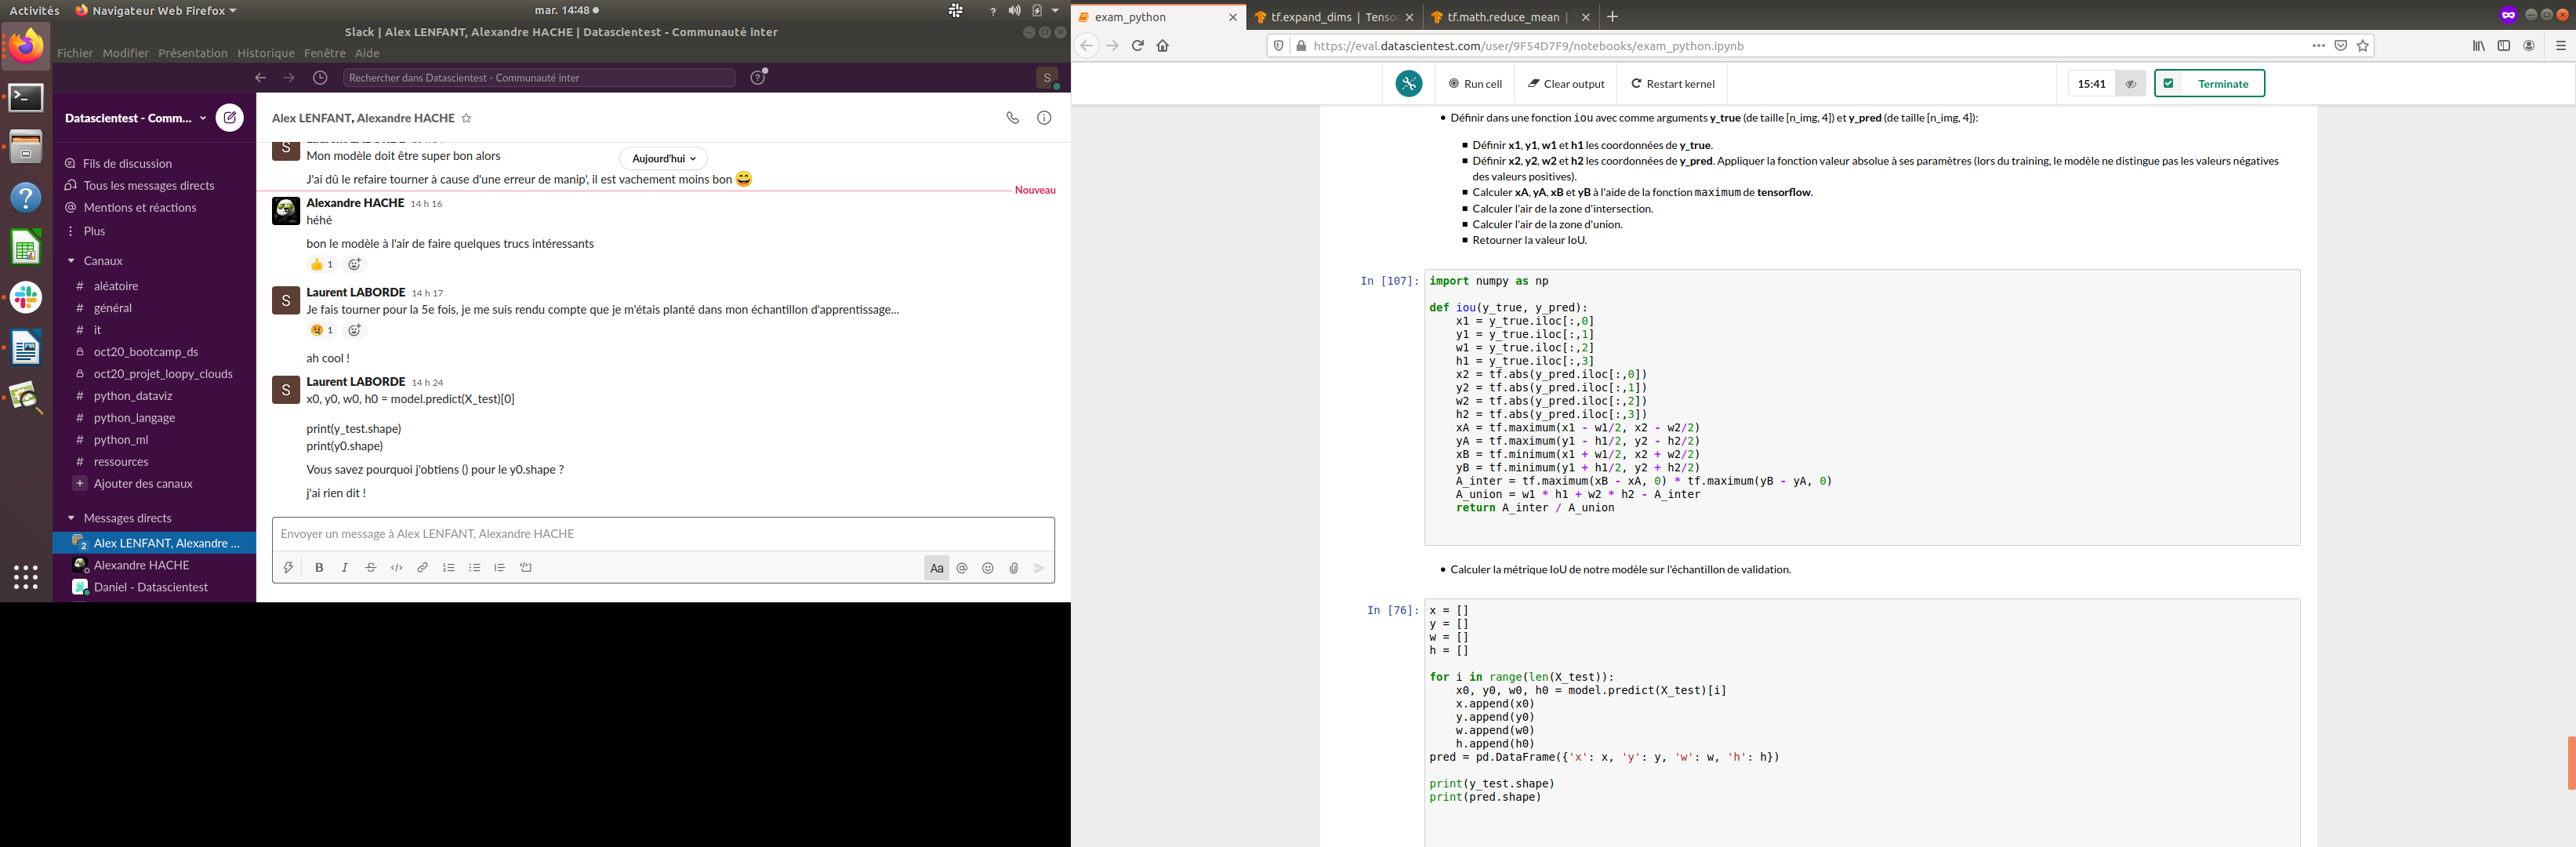 Activités
Navigateur Web Firefox
mar. 14:48
Slack | Alex LENFANT, Alexandre HACHE | Datascientest - Communauté inter
Fichier Modifier Présentation Historique Fenêtre Aide
Rechercher dans Datascientest - Communauté inter
S
Datascientest - Comm...
Fils de discussion
Tous les messages directs
Mentions et réactions
Plus
Canaux
# aléatoire
# général
# it
oct20_bootcamp_ds
oct20_projet_loopy_clouds
# python_dataviz
# python_langage
# python_ml
# ressources
+ Ajouter des canaux
Messages directs
2 Alex LENFANT, Alexandre ...
Alexandre HACHE
Daniel - Datascientest
Alex LENFANT, Alexandre HACHE
Aujourd'hui
S
Mon modèle doit être super bon alors
J'ai dû le refaire tourner à cause d'une erreur de manip', il est vachement moins bon
Nouveau
Alexandre HACHE 14 h 16
héhé
bon le modèle à l'air de faire quelques trucs intéressants
1
S
Laurent LABORDE 14 h 17
Je fais tourner pour la 5e fois, je me suis rendu compte que je m'étais planté dans mon échantillon d'apprentissage...
1
ah cool !
S
Laurent LABORDE 14 h 24
x0, y0, w0, h0 = model.predict(X_test)[0]
print(y_test.shape)
print(y0.shape)
Vous savez pourquoi j'obtiens () pour le y0.shape ?
j'ai rien dit !
Envoyer un message à Alex LENFANT, Alexandre HACHE
B I S </> Aa @
exam_python
tf.expand_dims | Tensor
tf.math.reduce_mean |
https://eval.datascientest.com/user/9F54D7F9/notebooks/exam_python.ipynb
Run cell
Clear output
Restart kernel
15:41
Terminate
• Définir dans une fonction iou avec comme arguments y_true (de taille [n_img, 4]) et y_pred (de taille [n_img, 4]):
▪ Définir x1, y1, w1 et h1 les coordonnées de y_true.
▪ Définir x2, y2, w2 et h2 les coordonnées de y_pred. Appliquer la fonction valeur absolue à ses paramètres (lors du training, le modèle ne distingue pas les valeurs négatives
des valeurs positives).
▪ Calculer xA, yA, xB et yB à l'aide de la fonction maximum de tensorflow.
▪ Calculer l'air de la zone d'intersection.
▪ Calculer l'air de la zone d'union.
▪ Retourner la valeur IoU.
In [107]:
import numpy as np
def iou(y_true, y_pred):
x1 = y_true.iloc[:,0]
y1 = y_true.iloc[:,1]
w1 = y_true.iloc[:,2]
h1 = y_true.iloc[:,3]
x2 = tf.abs(y_pred.iloc[:,0])
y2 = tf.abs(y_pred.iloc[:,1])
w2 = tf.abs(y_pred.iloc[:,2])
h2 = tf.abs(y_pred.iloc[:,3])
xA = tf.maximum(x1 - w1/2, x2 - w2/2)
yA = tf.maximum(y1 - h1/2, y2 - h2/2)
xB = tf.minimum(x1 + w1/2, x2 + w2/2)
yB = tf.minimum(y1 + h1/2, y2 + h2/2)
A_inter = tf.maximum(xB - xA, 0) * tf.maximum(yB - yA, 0)
A_union = w1 * h1 + w2 * h2 - A_inter
return A_inter / A_union
• Calculer la métrique IoU de notre modèle sur l'échantillon de validation.
In [76]:
x = []
y = []
w = []
h = []
for i in range(len(X_test)):
x0, y0, w0, h0 = model.predict(X_test)[i]
x.append(x0)
y.append(y0)
w.append(w0)
h.append(h0)
pred = pd.DataFrame({'x': x, 'y': y, 'w': w, 'h': h})
print(y_test.shape)
print(pred.shape)